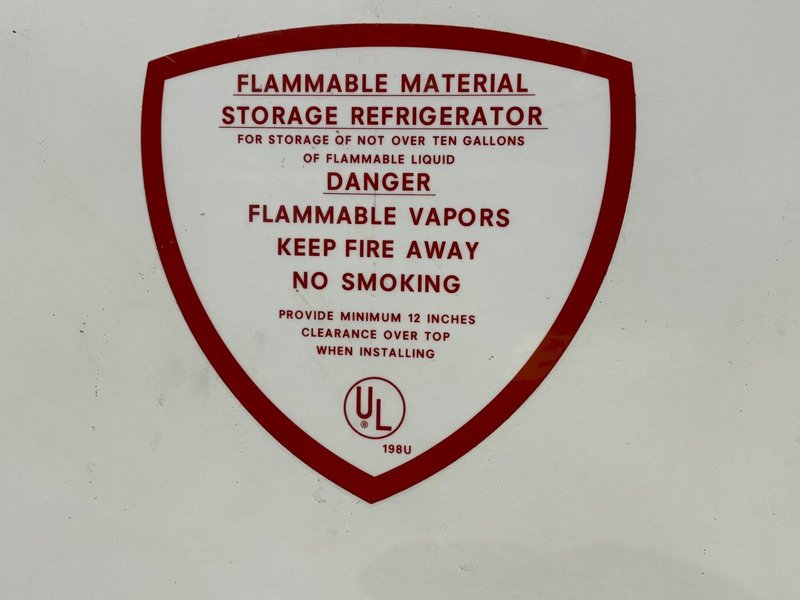 FLAMMABLE MATERIAL
STORAGE REFRIGERATOR
FOR STORAGE OF NOT OVER TEN GALLONS
OF FLAMMABLE LIQUID
DANGER
FLAMMABLE VAPORS
KEEP FIRE AWAY
NO SMOKING
PROVIDE MINIMUM 12 INCHES
CLEARANCE OVER TOP
WHEN INSTALLING
UL
®
198U